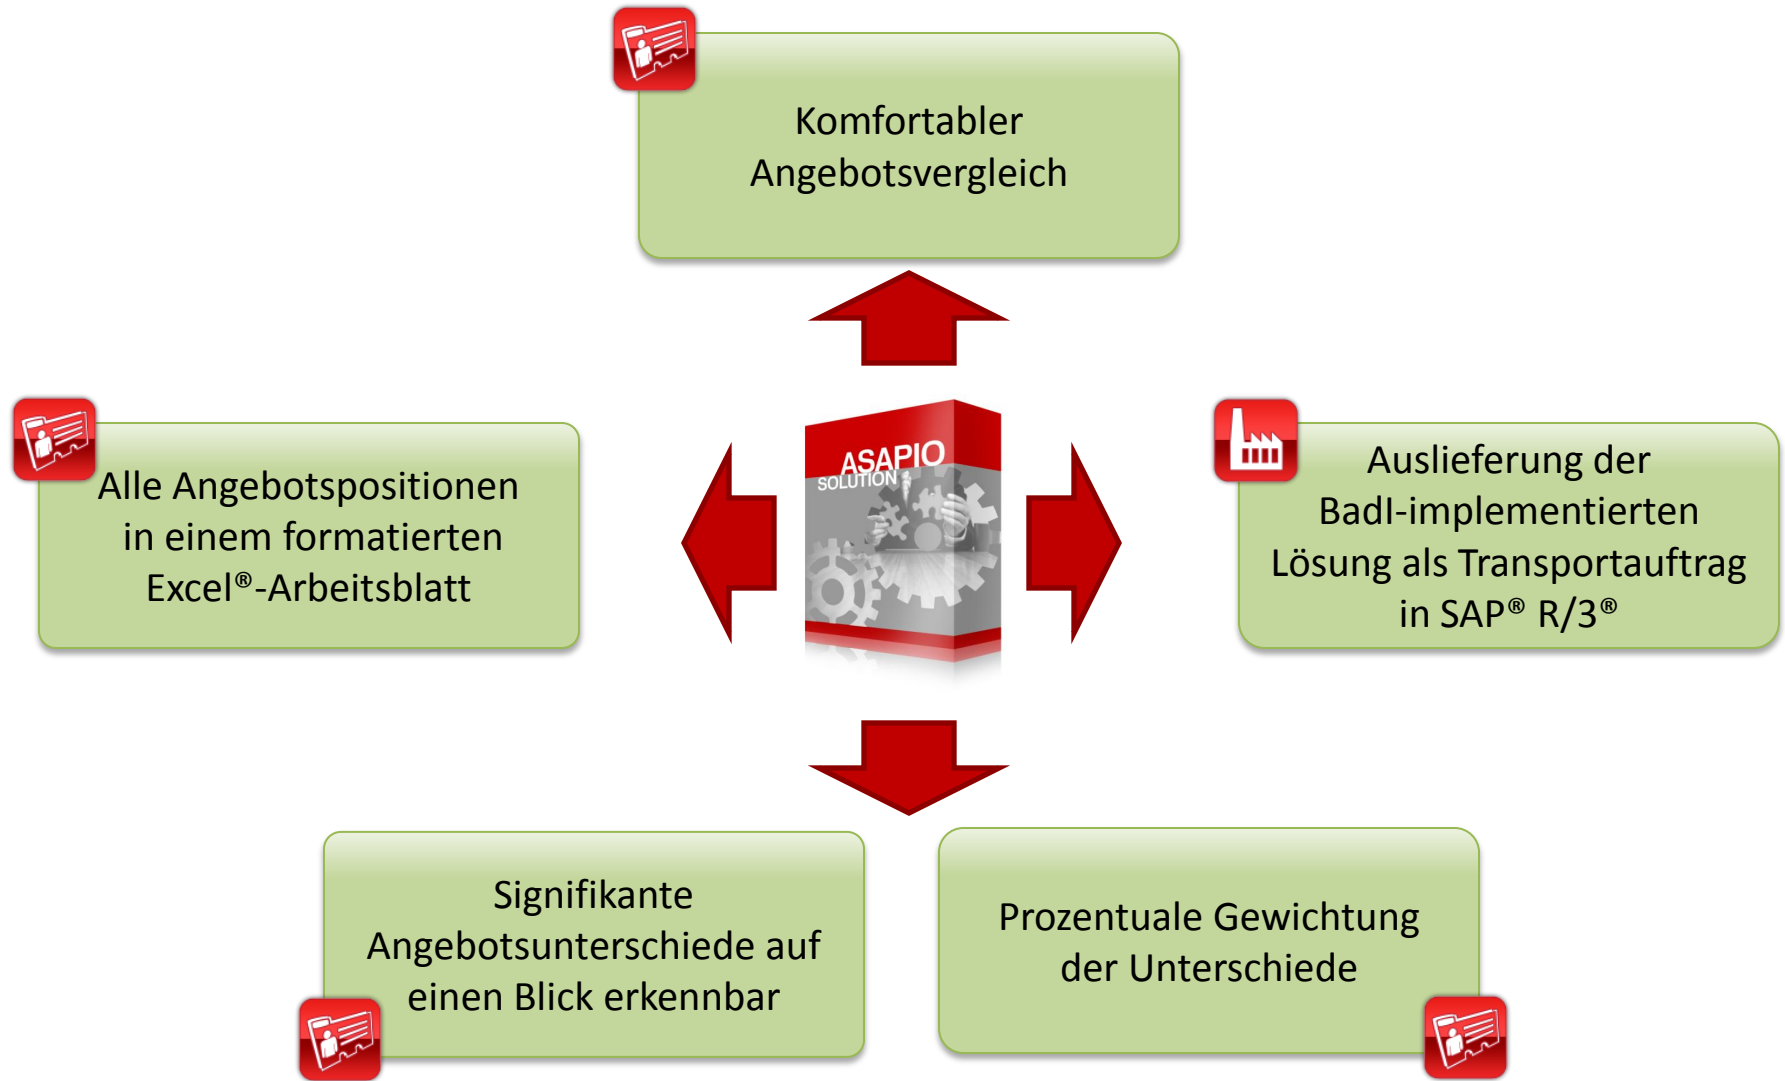 Komfortabler
Angebotsvergleich
Alle Angebotspositionen
in einem formatierten
Excel®-Arbeitsblatt
ASAPIO
SOLUTION
Auslieferung der
BadI-implementierten
Lösung als Transportauftrag
in SAP® R/3®
Signifikante
Angebotsunterschiede auf
einen Blick erkennbar
Prozentuale Gewichtung
der Unterschiede